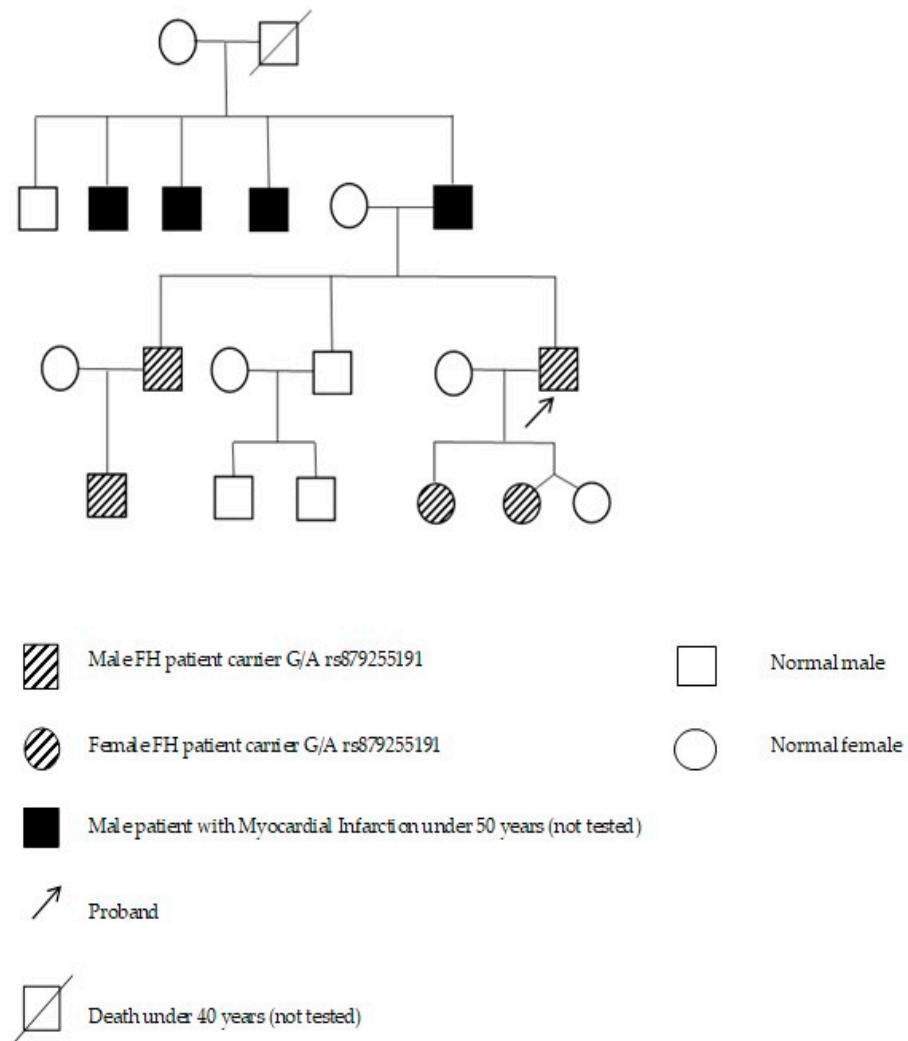 Male FH patient carrier G/A rs879255191
Normal male
Female FH patient carrier G/A rs879255191
Normal female
Male patient with Myocardial Infarction under 50 years (not tested)
Proband
Death under 40 years (not tested)